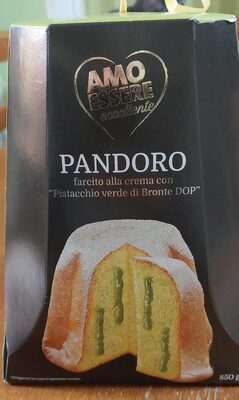 AMO
ESSERE
eccellente
PANDORO
farcito alla crema con
"Pistacchio verde di Bronte DOP"
850 g